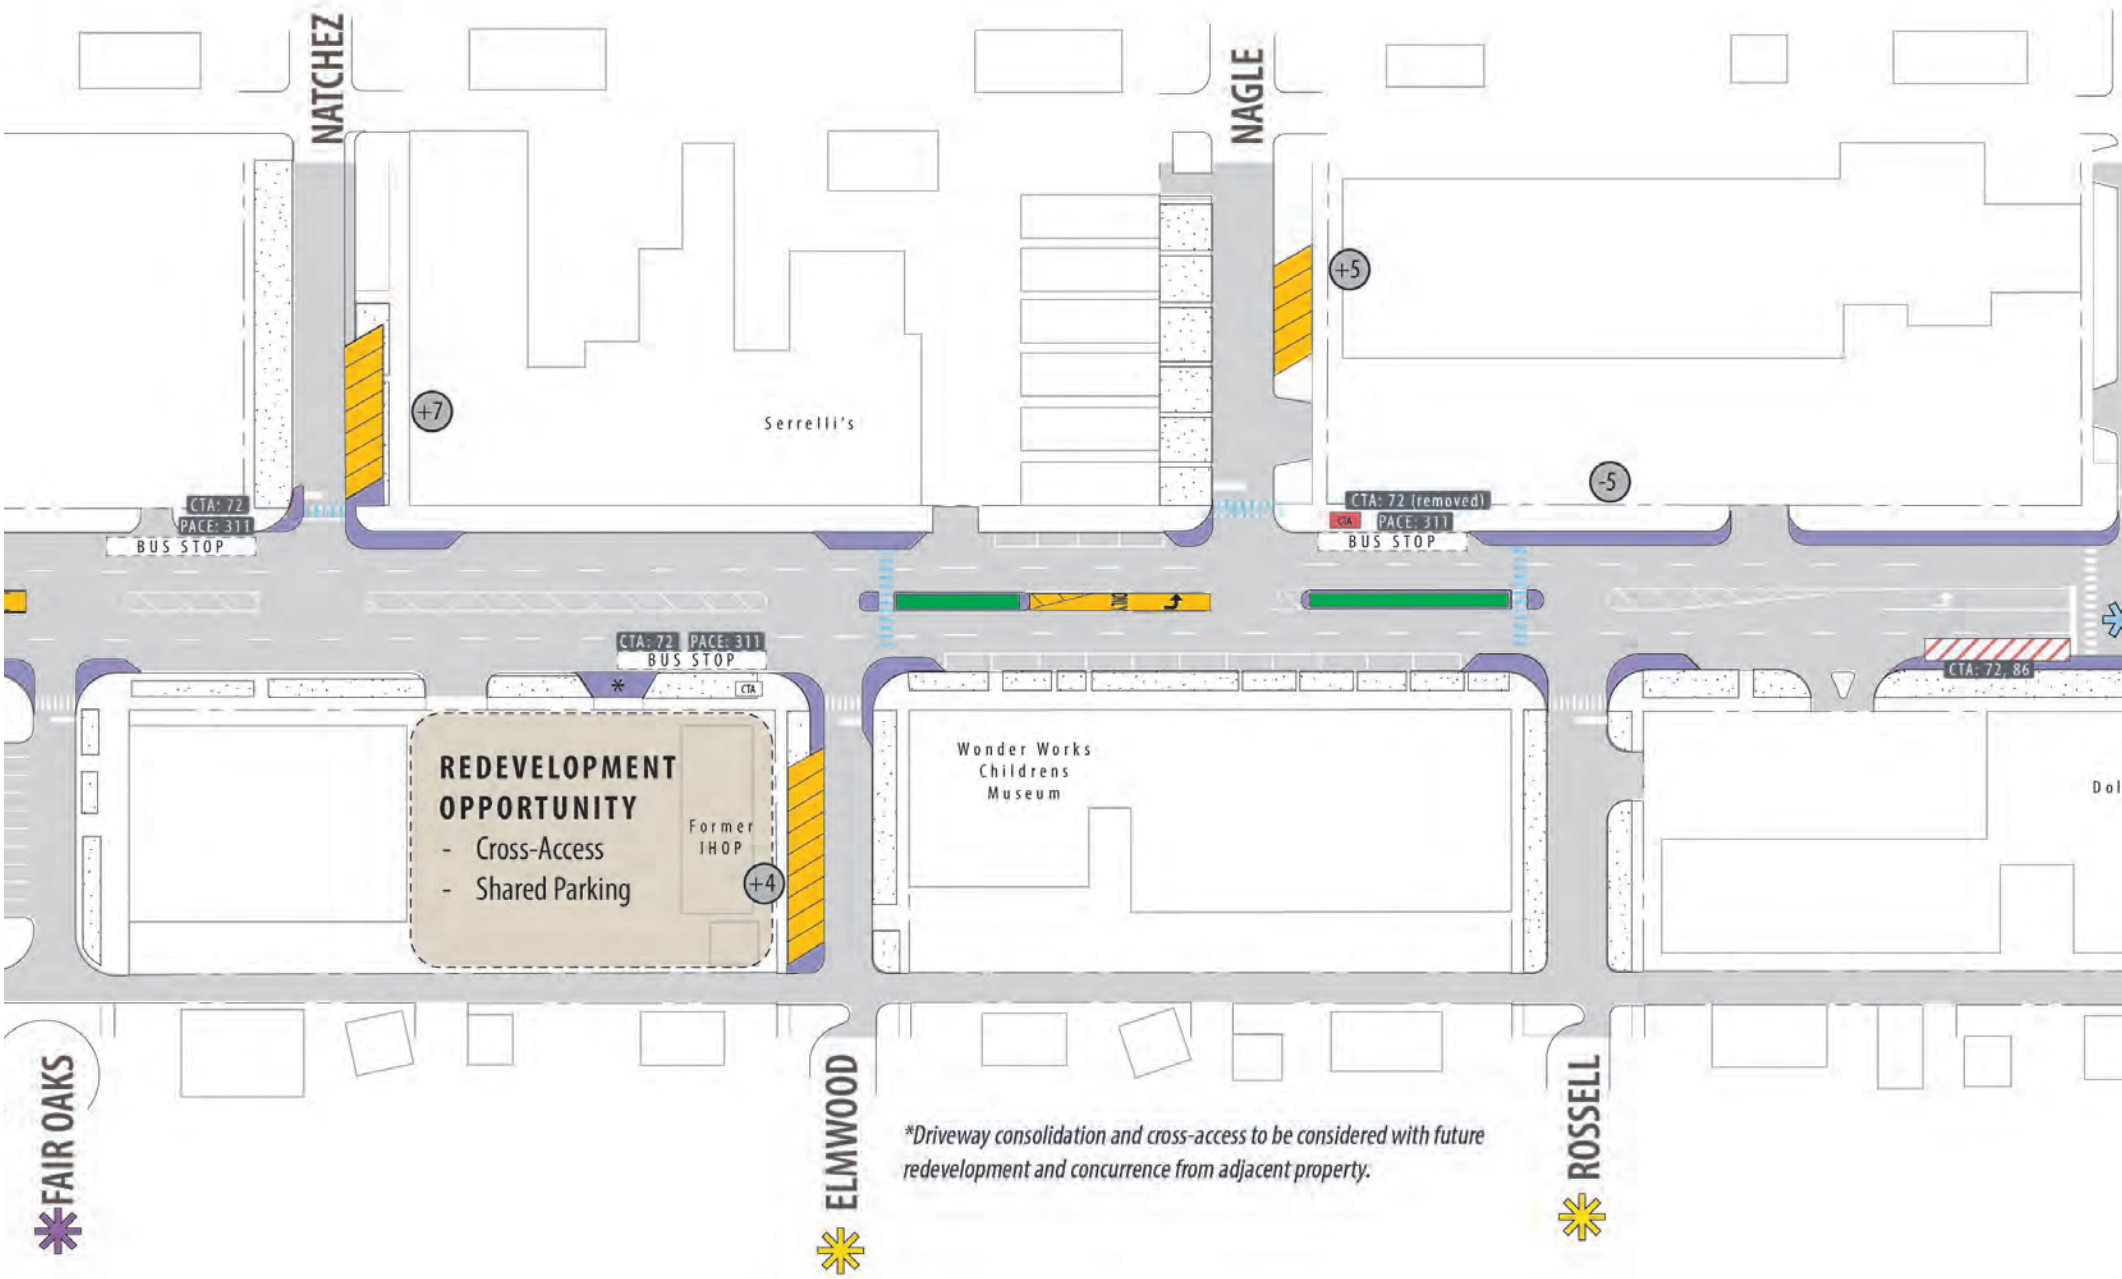 NATCHEZ
NAGLE
+5
+7
Serrelli's
-5
CTA: 72
PACE: 311
BUS STOP
CTA: 72 (removed)
CTA
PACE: 311
BUS STOP
ONLY
CTA: 72
PACE: 311
BUS STOP
*
CTA
CTA: 72, 86
REDEVELOPMENT
OPPORTUNITY
- Cross-Access
- Shared Parking
Former
IHOP
+4
Wonder Works
Childrens
Museum
Dol
FAIR OAKS
ELMWOOD
ROSSELL
*Driveway consolidation and cross-access to be considered with future
redevelopment and concurrence from adjacent property.